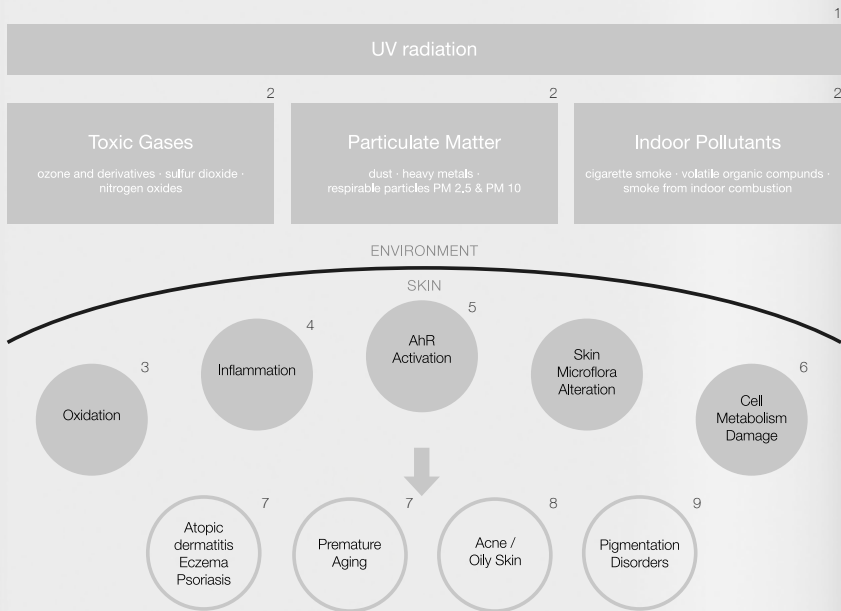 1
UV radiation
2
2
2
Toxic Gases
ozone and derivatives · sulfur dioxide ·
nitrogen oxides
Particulate Matter
dust · heavy metals ·
respirable particles PM 2,5 & PM 10
Indoor Pollutants
cigarette smoke · volatile organic compunds ·
smoke from indoor combustion
ENVIRONMENT
SKIN
3
Oxidation
4
Inflammation
5
AhR
Activation
Skin
Microflora
Alteration
6
Cell
Metabolism
Damage
7
Atopic
dermatitis
Eczema
Psoriasis
7
Premature
Aging
8
Acne /
Oily Skin
9
Pigmentation
Disorders